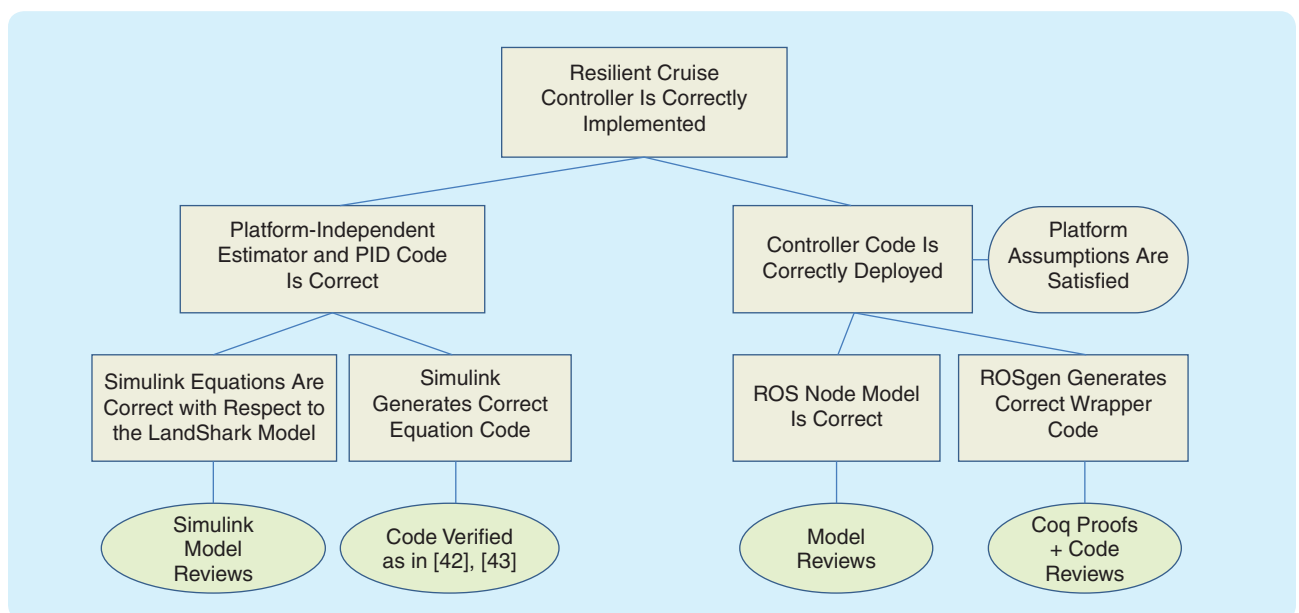 Resilient Cruise
Controller Is Correctly
Implemented
Platform-Independent
Estimator and PID Code
Is Correct
Controller Code Is
Correctly Deployed
Platform
Assumptions Are
Satisfied
Simulink Equations Are
Correct with Respect to
the LandShark Model
Simulink
Generates Correct
Equation Code
ROS Node Model
Is Correct
ROSgen Generates
Correct Wrapper
Code
Simulink
Model
Reviews
Code Verified
as in [42], [43]
Model
Reviews
Coq Proofs
+ Code
Reviews